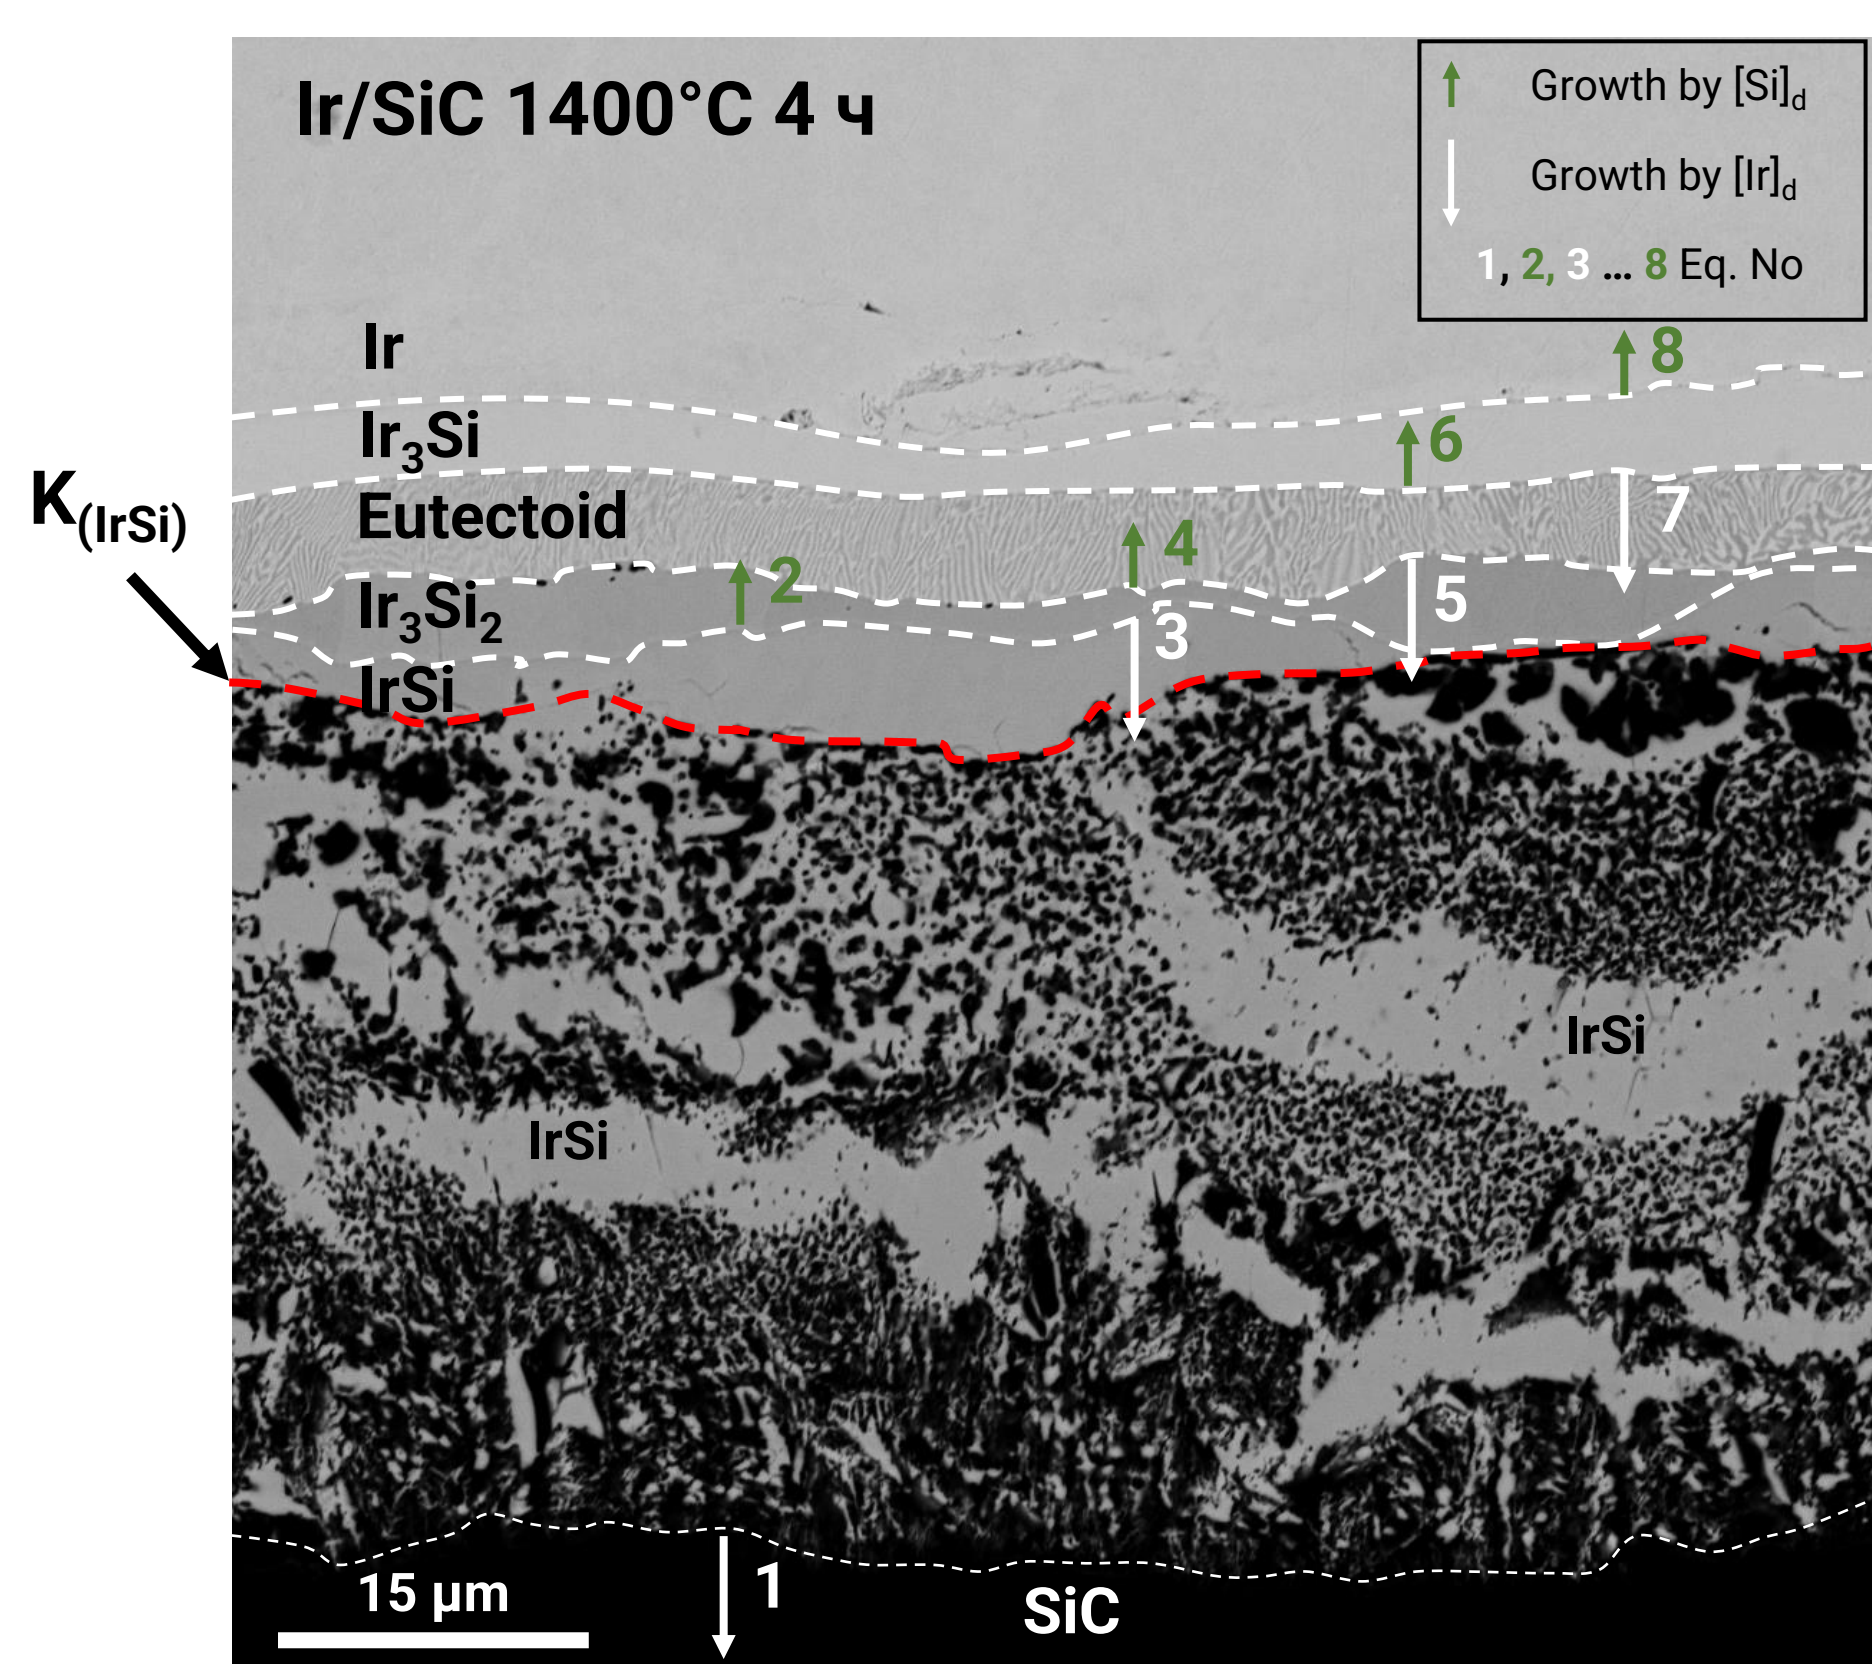 Ir/SiC 1400°C 4 ч
Growth by [Si]d
Growth by [Ir]d
1, 2, 3 ... 8 Eq. No
Ir
8
Ir3Si
6
K(IrSi)
Eutectoid
7
4
2
Ir3Si2
5
3
IrSi
IrSi
IrSi
15 µm
1
SiC